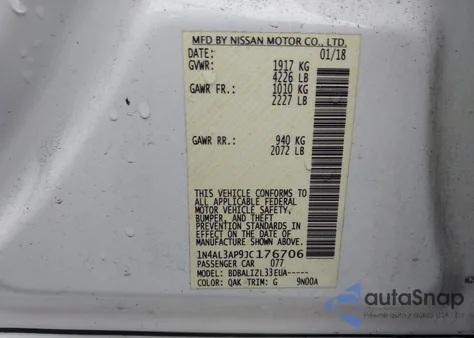 MFD BY NISSAN MOTOR CO., LTD.
DATE: 01/18
GVWR: 1917 KG
4226 LB
GAWR FR.: 1010 KG
2227 LB
GAWR RR.: 940 KG
2072 LB
THIS VEHICLE CONFORMS TO
ALL APPLICABLE FEDERAL
MOTOR VEHICLE SAFETY,
BUMPER, AND THEFT
PREVENTION STANDARDS IN
EFFECT ON THE DATE OF
MANUFACTURE SHOWN ABOVE.
1N4AL3AP9JC176706
PASSENGER CAR 077
MODEL: BDBALIZL33EUA-----
COLOR: QAK TRIM: G 9W00A
autoSnap
powered by